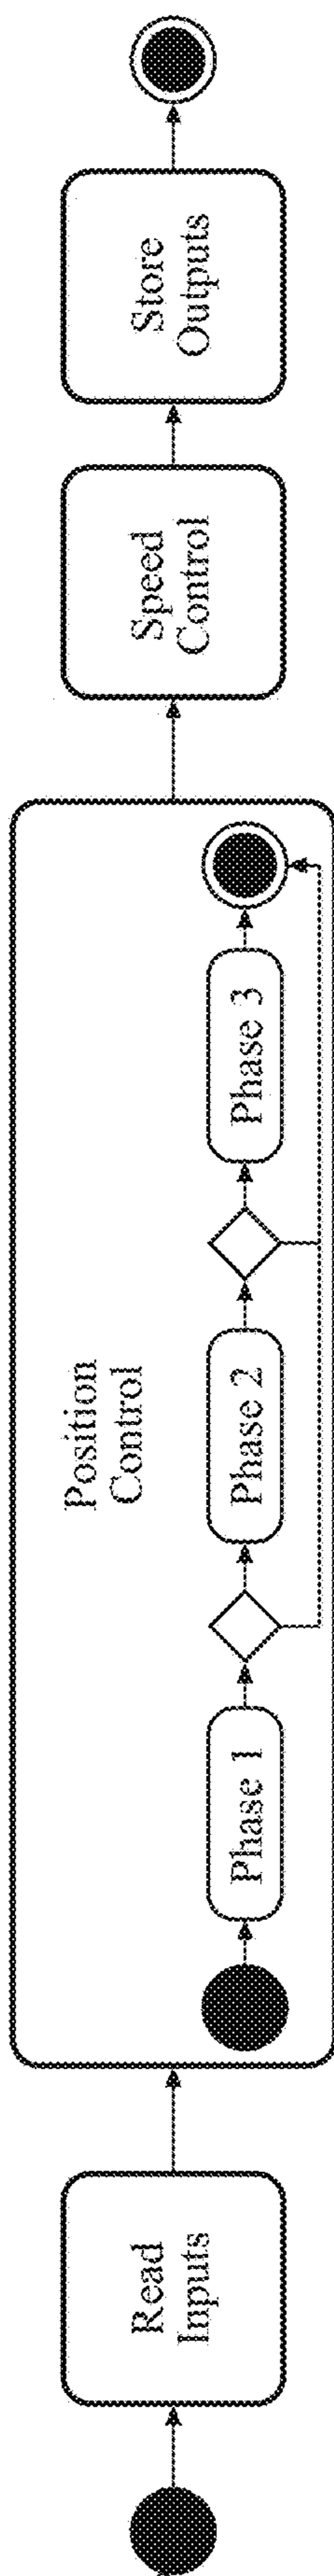 Read
Inputs
Position
Control
Phase 1
Phase 2
Phase 3
Speed
Control
Store
Outputs